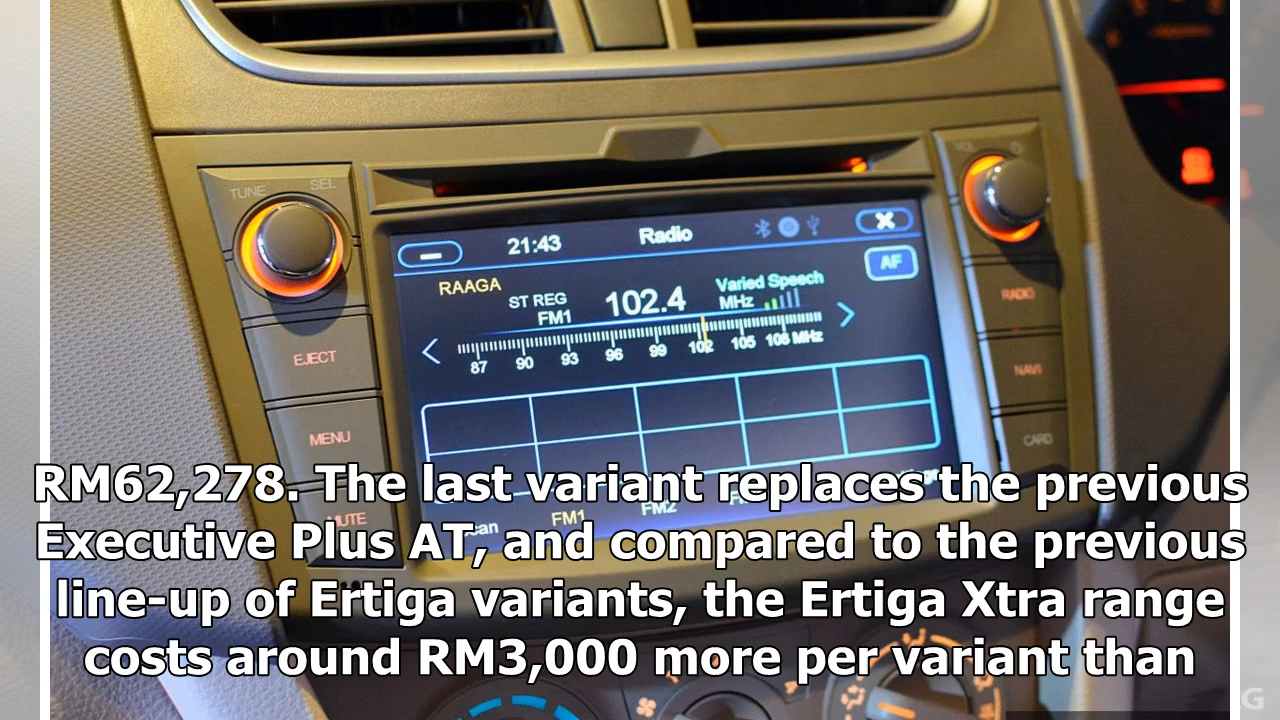 TUNE SEL
VOL
21:43 Radio
AF
RAAGA
ST REG 102.4 Varied Speech
FM1 MHz
87 90 93 96 99 102 105 108 MHz
EJECT
MENU
MUTE
RADIO
NAVI
CARD
FM1 FM2
RM62,278. The last variant replaces the previous
Executive Plus AT, and compared to the previous
line-up of Ertiga variants, the Ertiga Xtra range
costs around RM3,000 more per variant than
G